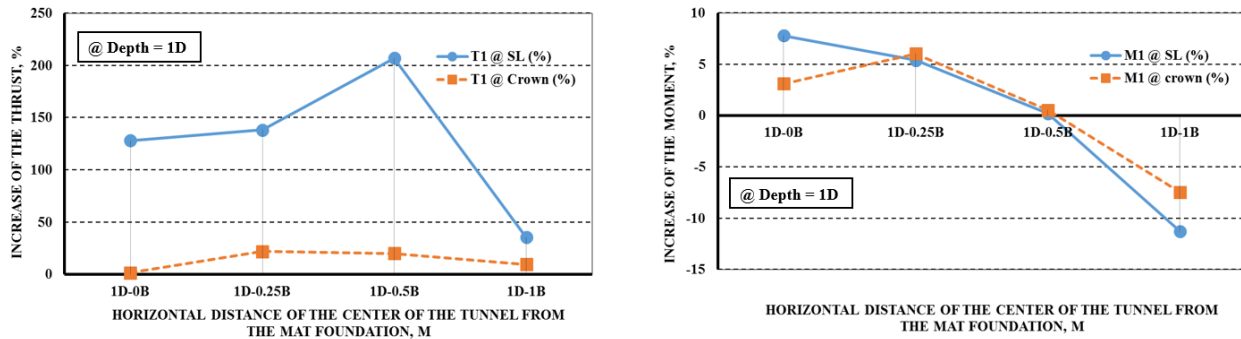 INCREASE OF THE THRUST, %
250
200
150
100
50
0
@ Depth = 1D
T1 @ SL (%)
T1 @ Crown (%)
1D-0B 1D-0.25B 1D-0.5B 1D-1B
HORIZONTAL DISTANCE OF THE CENTER OF THE TUNNEL FROM
THE MAT FOUNDATION, M
INCREASE OF THE MOMENT, %
10
5
0
-5
-10
-15
M1 @ SL (%)
M1 @ crown (%)
1D-0B 1D-0.25B 1D-0.5B 1D-1B
@ Depth = 1D
HORIZONTAL DISTANCE OF THE CENTER OF THE TUNNEL FROM
THE MAT FOUNDATION, M